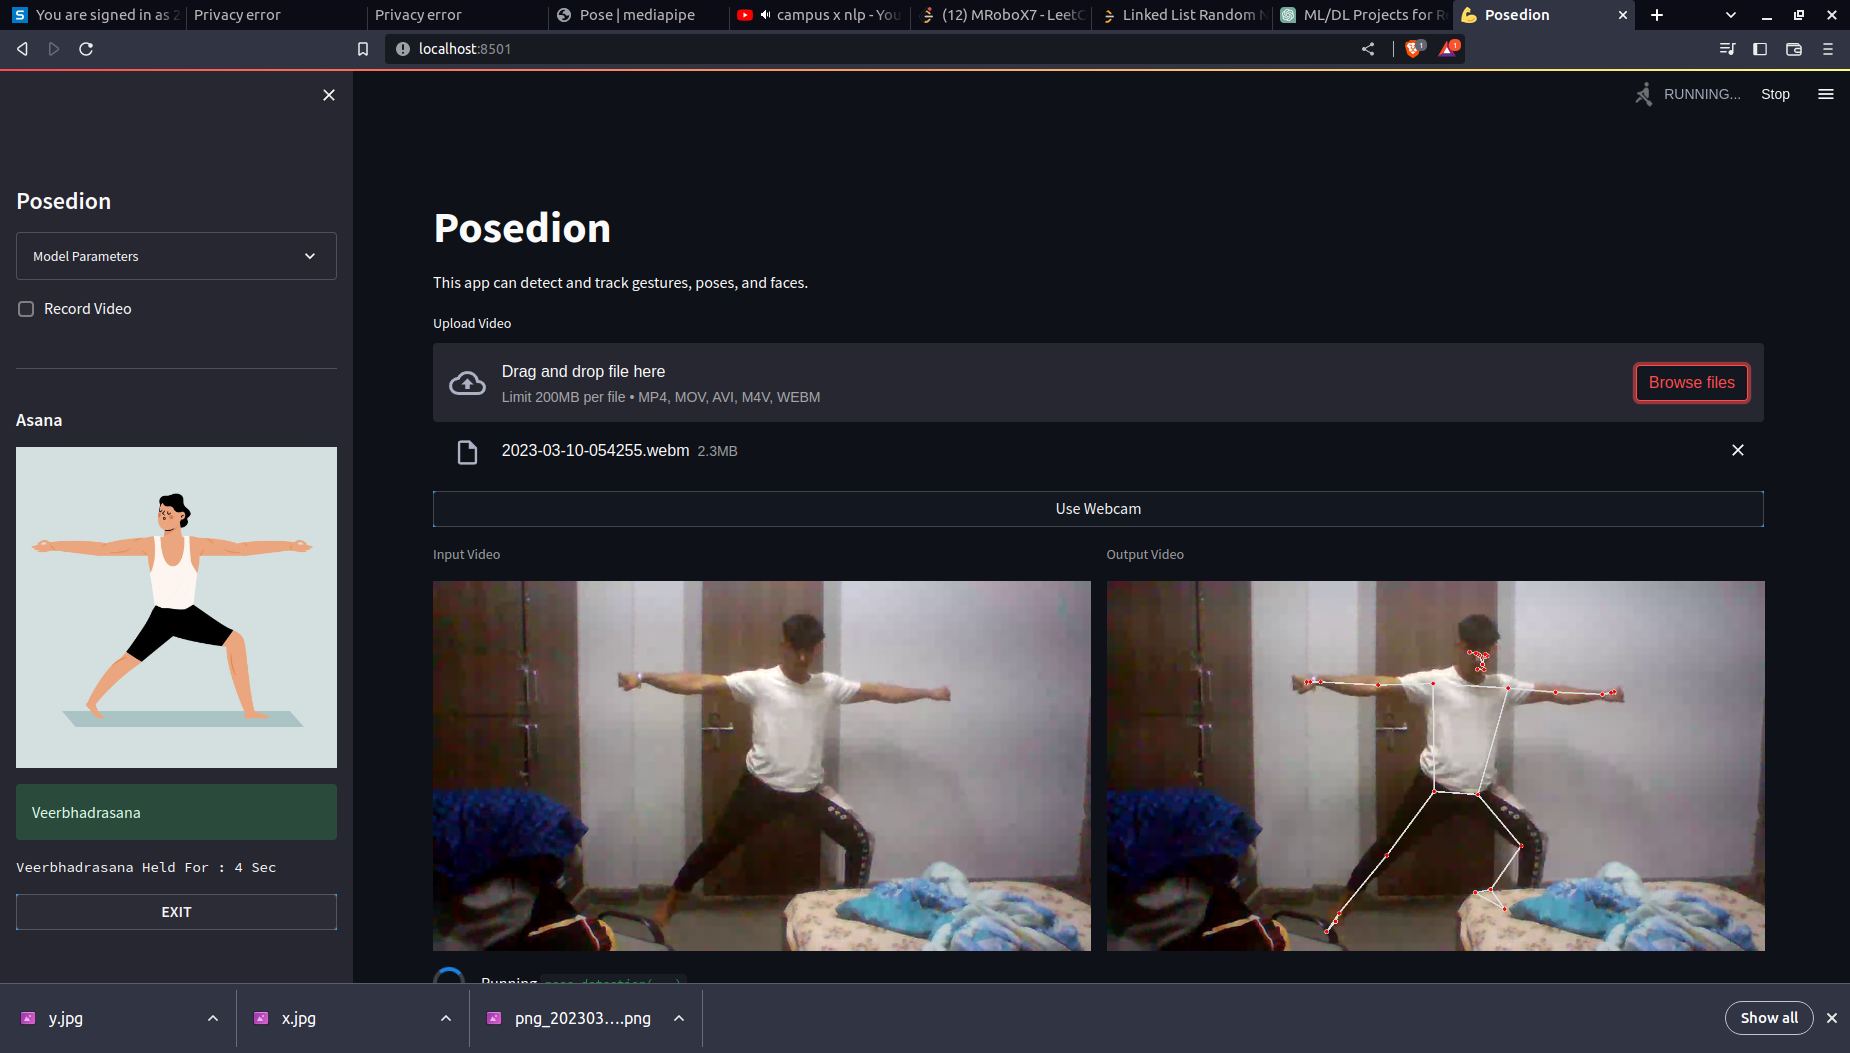 You are signed in as 2
Privacy error
Privacy error
Pose | mediapipe
campus x nlp - You
(12) MRoboX7 - LeetC
Linked List Random N
ML/DL Projects for Re
Posedion
localhost:8501
RUNNING...
Stop
Posedion
Model Parameters
Record Video
Asana
Veerbhadrasana
Veerbhadrasana Held For : 4 Sec
EXIT
Posedion
This app can detect and track gestures, poses, and faces.
Upload Video
Drag and drop file here
Limit 200MB per file • MP4, MOV, AVI, M4V, WEBM
Browse files
2023-03-10-054255.webm 2.3MB
Use Webcam
Input Video
Output Video
Running pose_detection(...)
y.jpg
x.jpg
png_202303....png
Show all